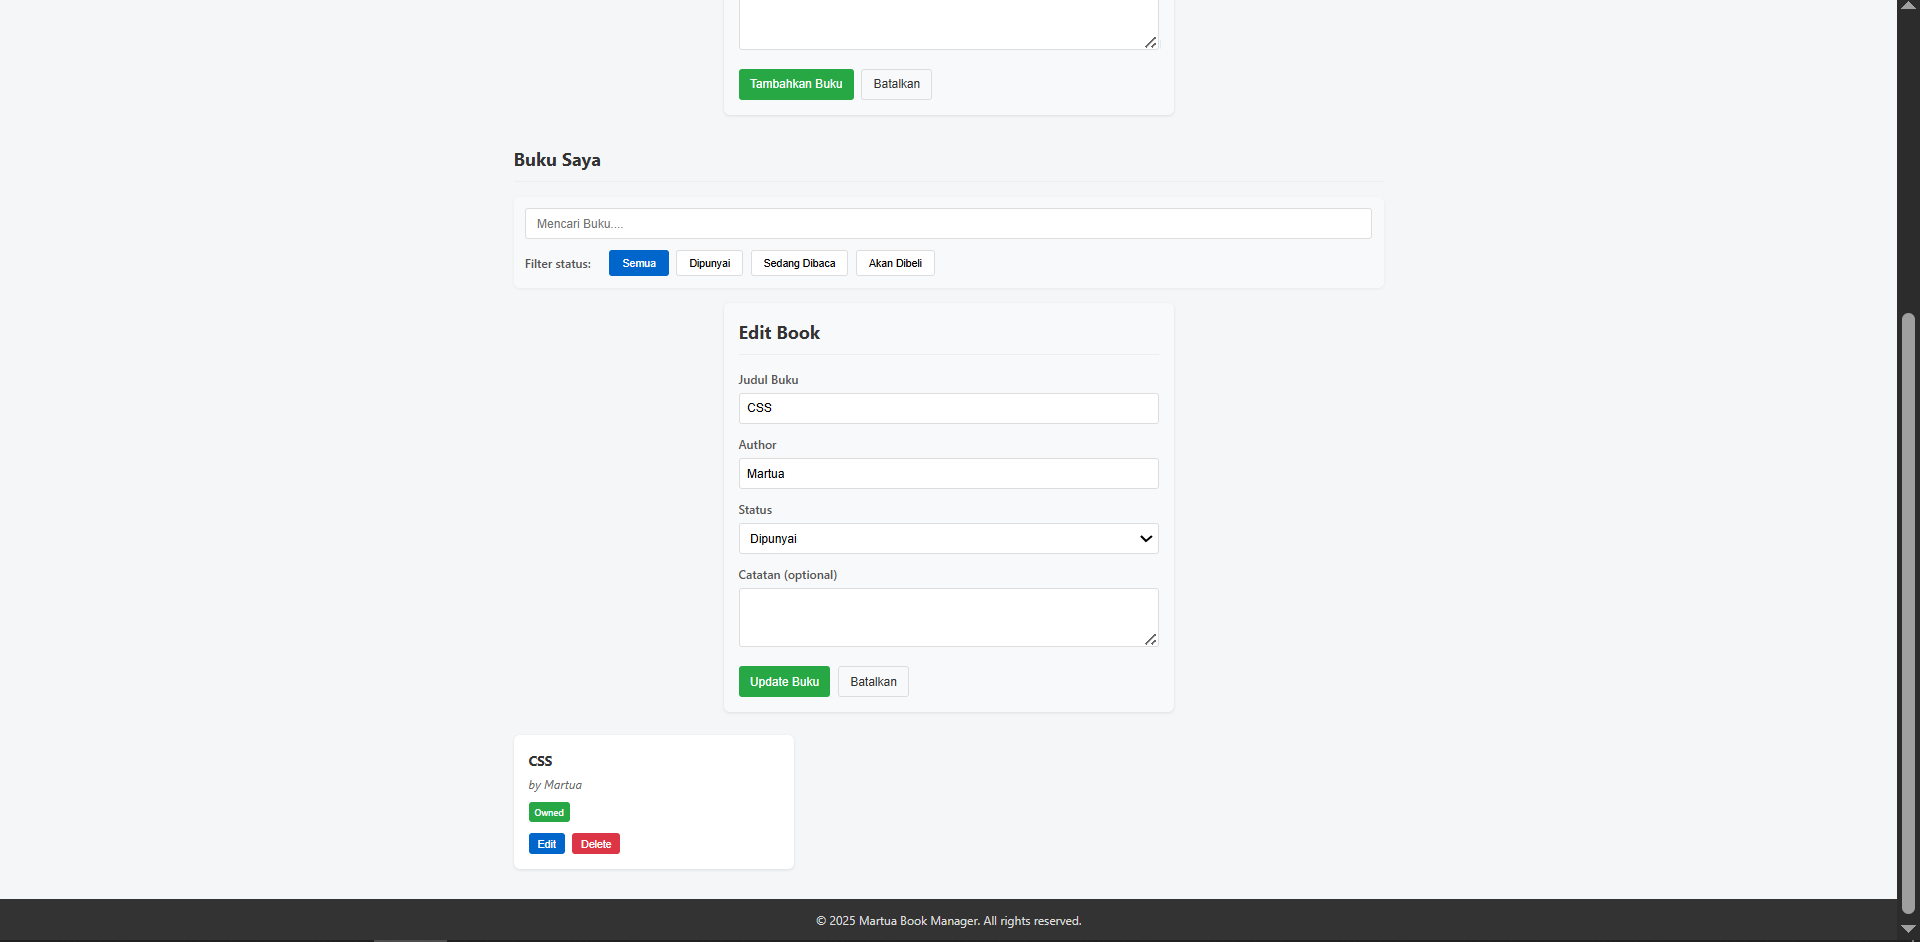 Tambahkan Buku Batalkan
Buku Saya
Mencari Buku....
Filter status: Semua Dipunyai Sedang Dibaca Akan Dibeli
Edit Book
Judul Buku
CSS
Author
Martua
Status
Dipunyai
Catatan (optional)
Update Buku Batalkan
CSS
by Martua
Owned
Edit Delete
© 2025 Martua Book Manager. All rights reserved.